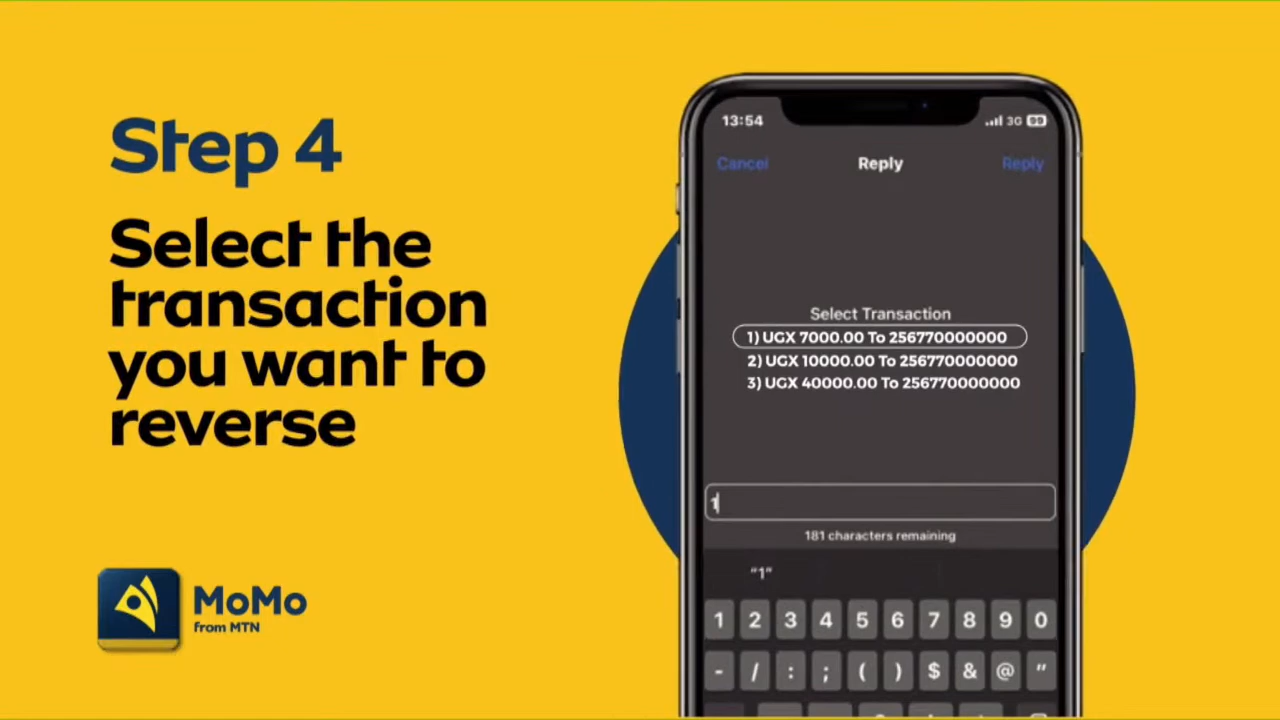 Step 4
Select the
transaction
you want to
reverse
MoMo
from MTN
13:54
3G 99
Cancel Reply Reply
Select Transaction
1) UGX 7000.00 To 256770000000
2) UGX 10000.00 To 256770000000
3) UGX 40000.00 To 256770000000
1
181 characters remaining
"1"
1 2 3 4 5 6 7 8 9 0
- / : ; ( ) $ & @ "